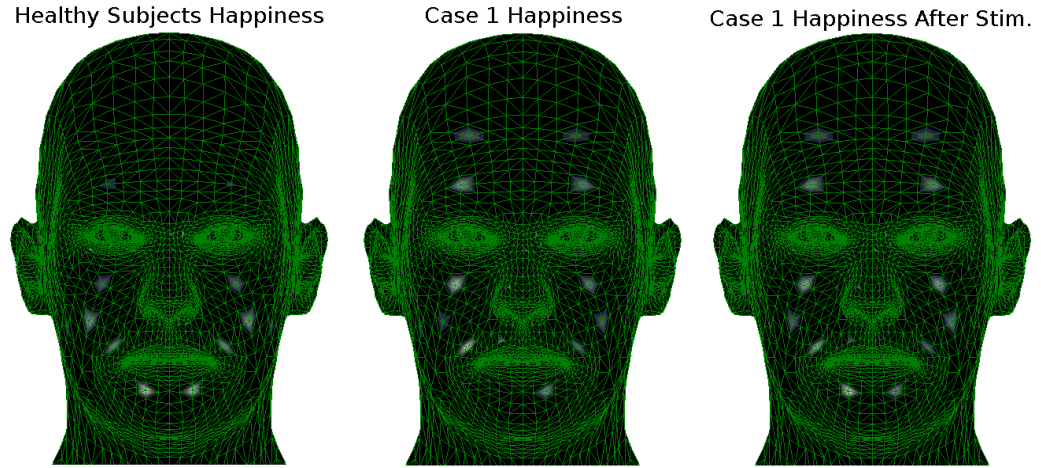 Healthy Subjects Happiness
Case 1 Happiness
Case 1 Happiness After Stim.